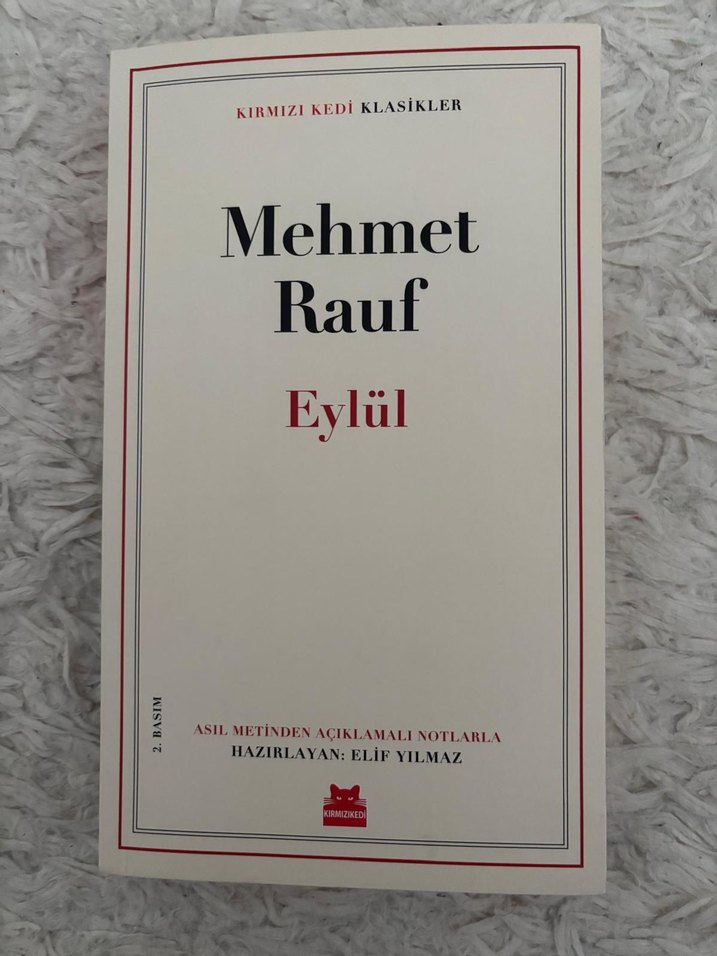 KIRMIZI KEDİ KLASİKLER
Mehmet
Rauf
Eylül
2. BASIM
ASIL METİNDEN AÇIKLAMALI NOTLARLA
HAZIRLAYAN: ELİF YILMAZ
KIRMIZIKEDİ